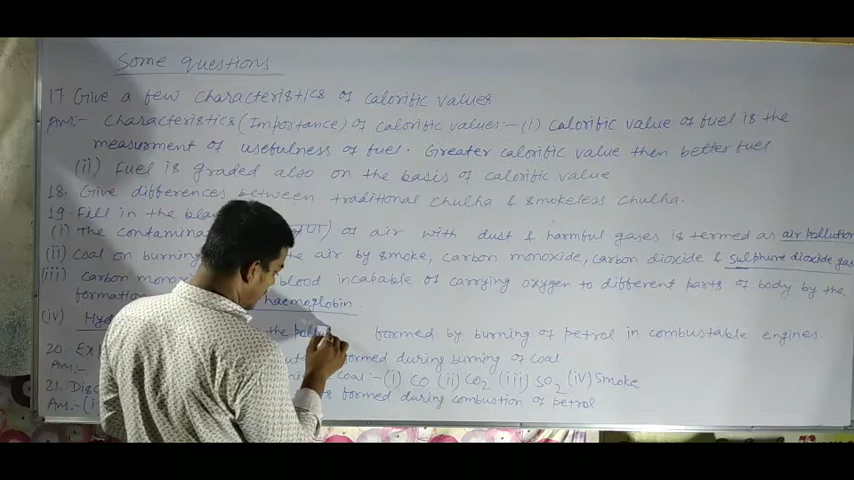 Some questions
17. Give a few characteristics of calorific values
Ans:- Characteristics (Importance) of calorific values:- (i) Calorific value of fuel is the
measurment of usefulness of fuel. Greater calorific value then better fuel
(ii) Fuel is graded also on the basis of calorific value
18. Give differences between traditional chulha & smokeless chulha.
19. Fill in the
(i) The of air with dust & harmful gases is termed as air pollution
(ii) Coal on burning the air by smoke, carbon monoxide, carbon dioxide & sulphure dioxide gas
(iii) Carbon blood incapable of carrying oxygen to different parts of body by the
haemoflobin.
(iv) the formed by burning of petrol in combustable engines.
20. formed during burning of coal
Ans:- coal:- (i) CO (ii) CO2 (iii) SO2 (iv) Smoke
21. formed during combustion of petrol
Ans:- (i)